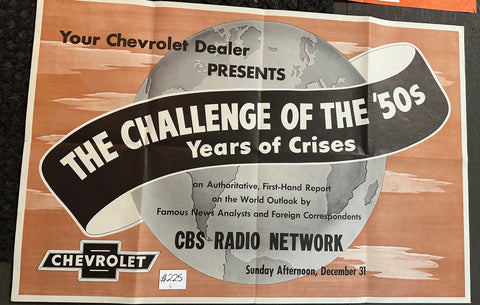 Your Chevrolet Dealer
PRESENTS
THE CHALLENGE OF THE '50s
Years of Crises
an Authoritative, First-Hand Report
on the World Outlook by
Famous News Analysts and Foreign Correspondents
CBS RADIO NETWORK
Sunday Afternoon, December 31
CHEVROLET
#225